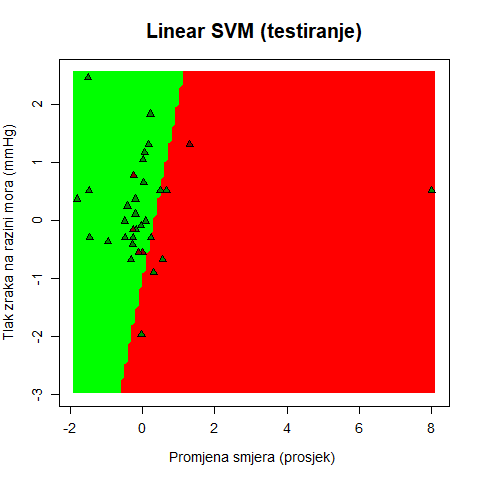 Linear SVM (testiranje)
Tlak zraka na razini mora (mmHg)
2
1
0
-1
-2
-3
-2 0 2 4 6 8
Promjena smjera (prosjek)